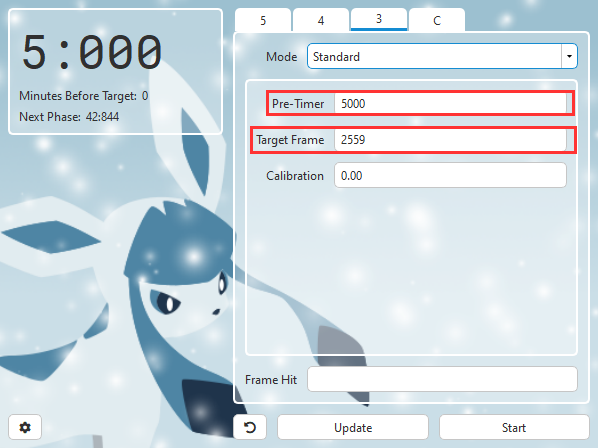 5:000
Minutes Before Target: 0
Next Phase: 42:844
5 4 3 C
Mode Standard
Pre-Timer 5000
Target Frame 2559
Calibration 0.00
Frame Hit
Update Start